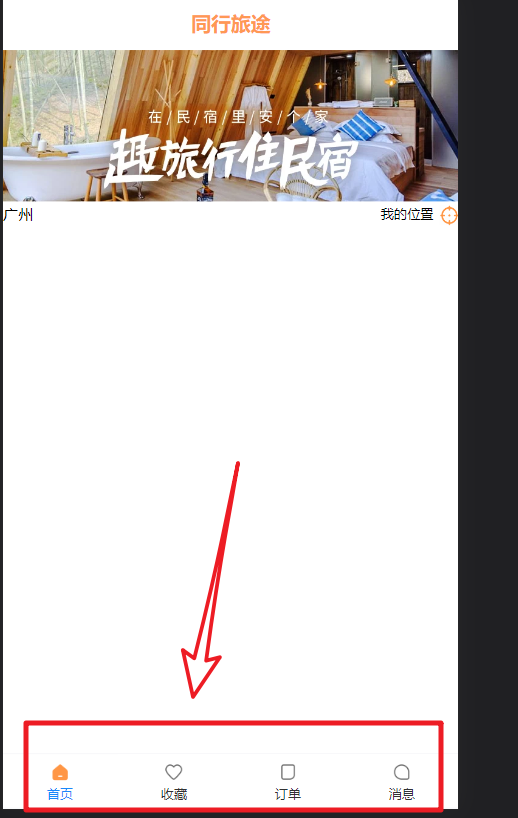 同行旅途
在/民/宿/里/安/个/家
趣旅行住民宿
广州 我的位置
首页 收藏 订单 消息